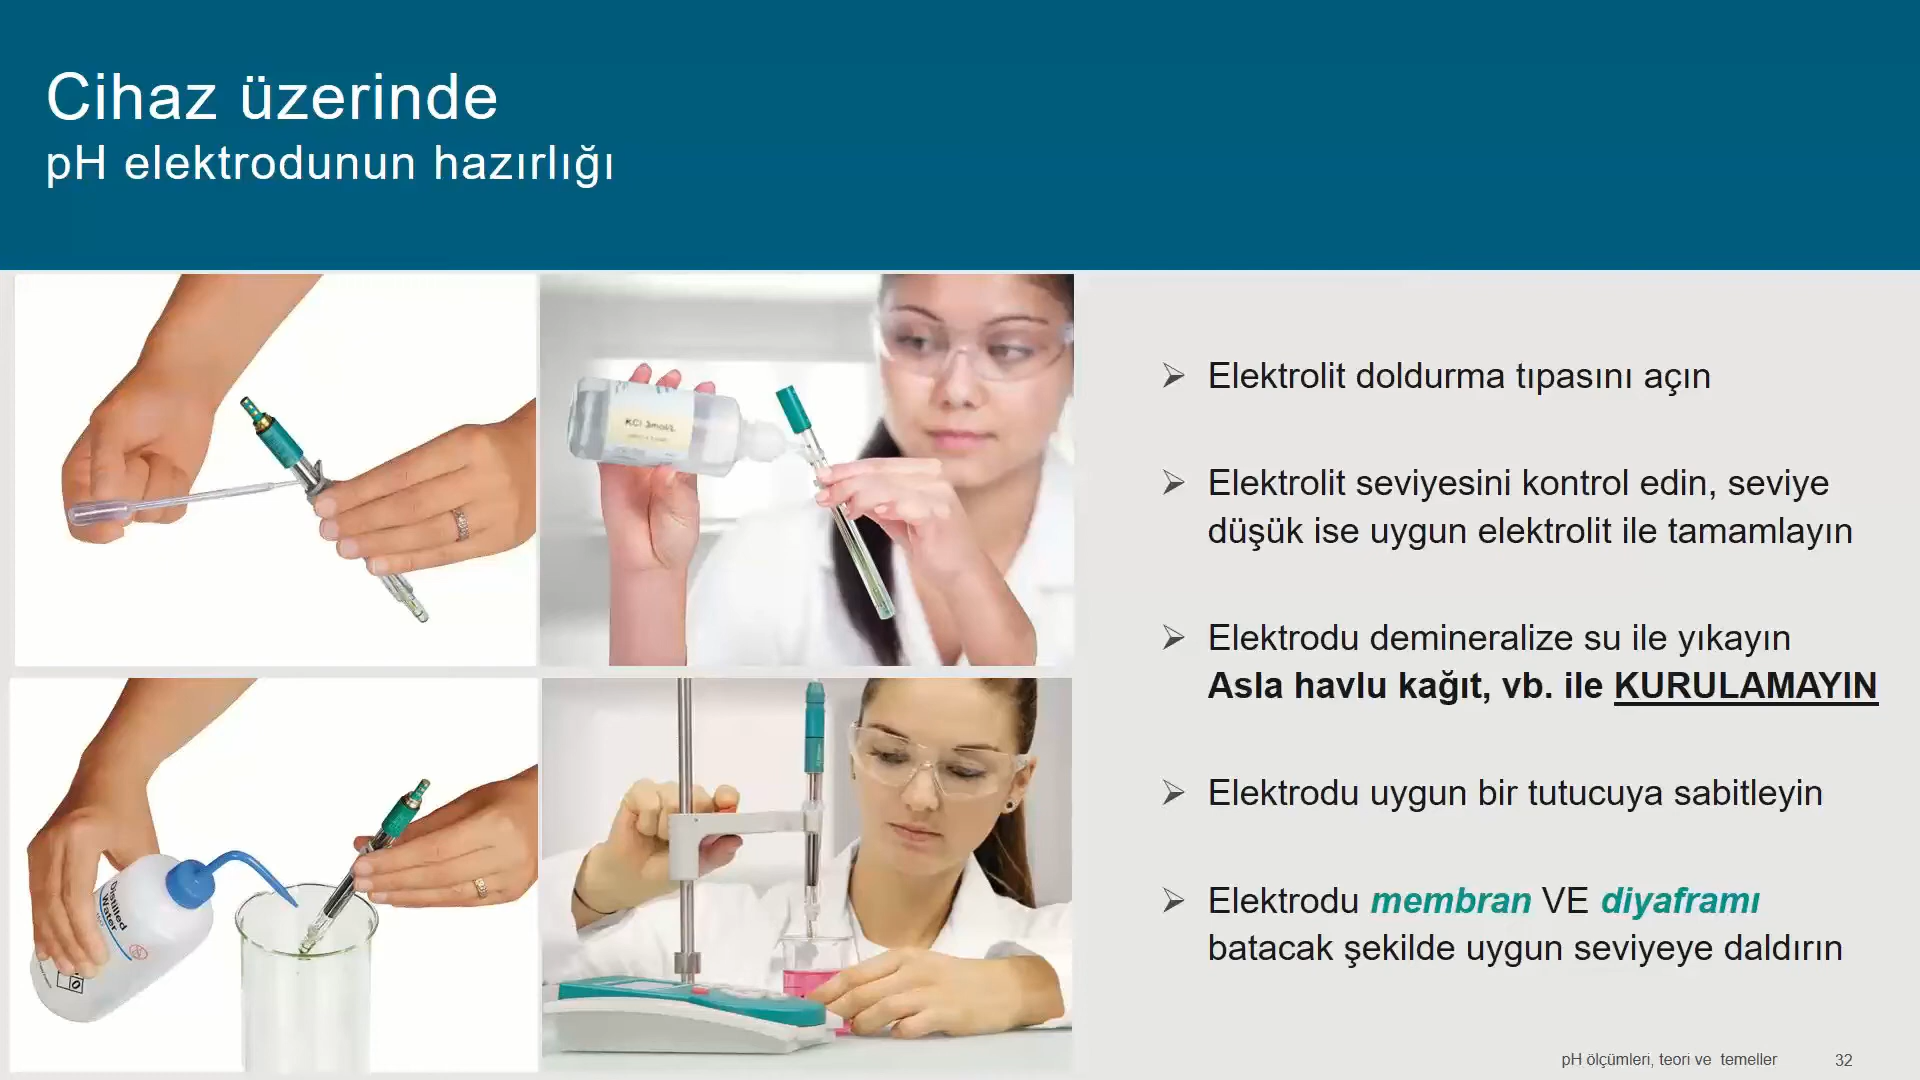 Cihaz üzerinde
pH elektrodunun hazırlığı
KCl 3mol/L
Distilled
Water
Elektrolit doldurma tıpasını açın
Elektrolit seviyesini kontrol edin, seviye
düşük ise uygun elektrolit ile tamamlayın
Elektrodu demineralize su ile yıkayın
Asla havlu kağıt, vb. ile KURULAMAYIN
Elektrodu uygun bir tutucuya sabitleyin
Elektrodu membran VE diyaframı
batacak şekilde uygun seviyeye daldırın
pH ölçümleri, teori ve temeller 32